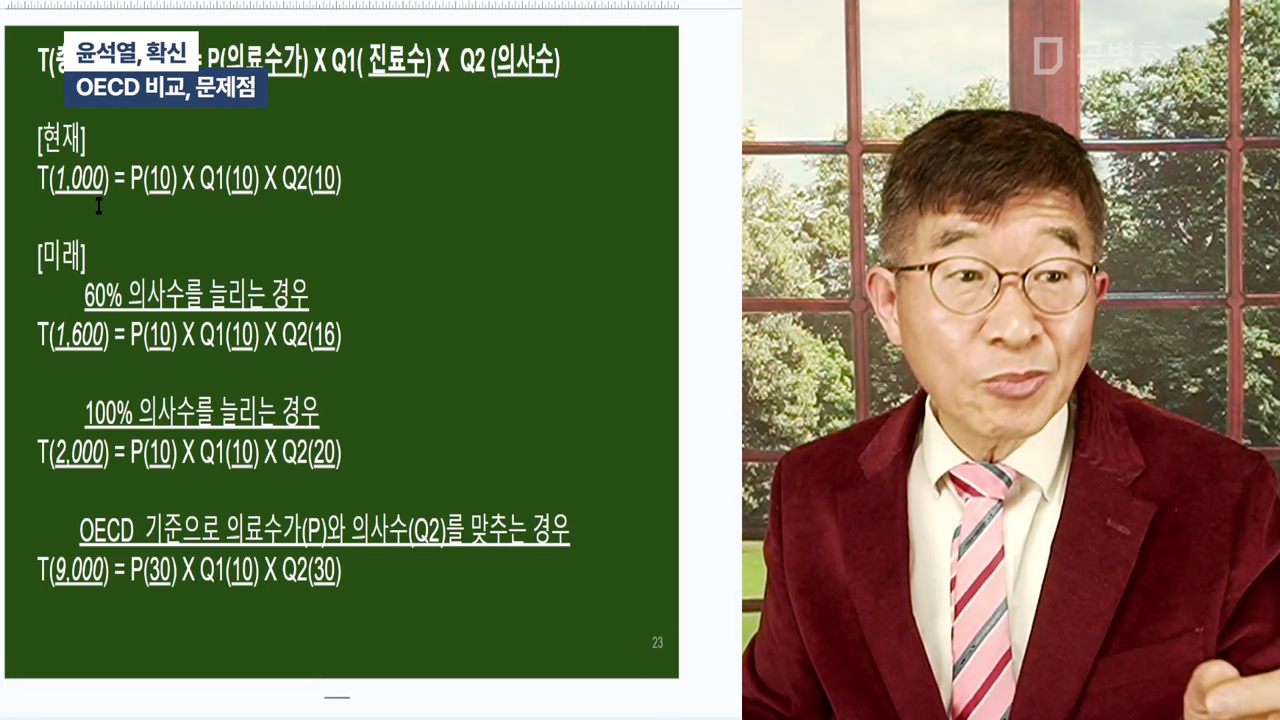 윤석열, 확신
OECD 비교, 문제점
P(의료수가) X Q1( 진료수) X Q2 (의사수)
[현재]
T(1,000) = P(10) X Q1(10) X Q2(10)
[미래]
60% 의사수를 늘리는 경우
T(1,600) = P(10) X Q1(10) X Q2(16)
100% 의사수를 늘리는 경우
T(2,000) = P(10) X Q1(10) X Q2(20)
OECD 기준으로 의료수가(P)와 의사수(Q2)를 맞추는 경우
T(9,000) = P(30) X Q1(10) X Q2(30)
23